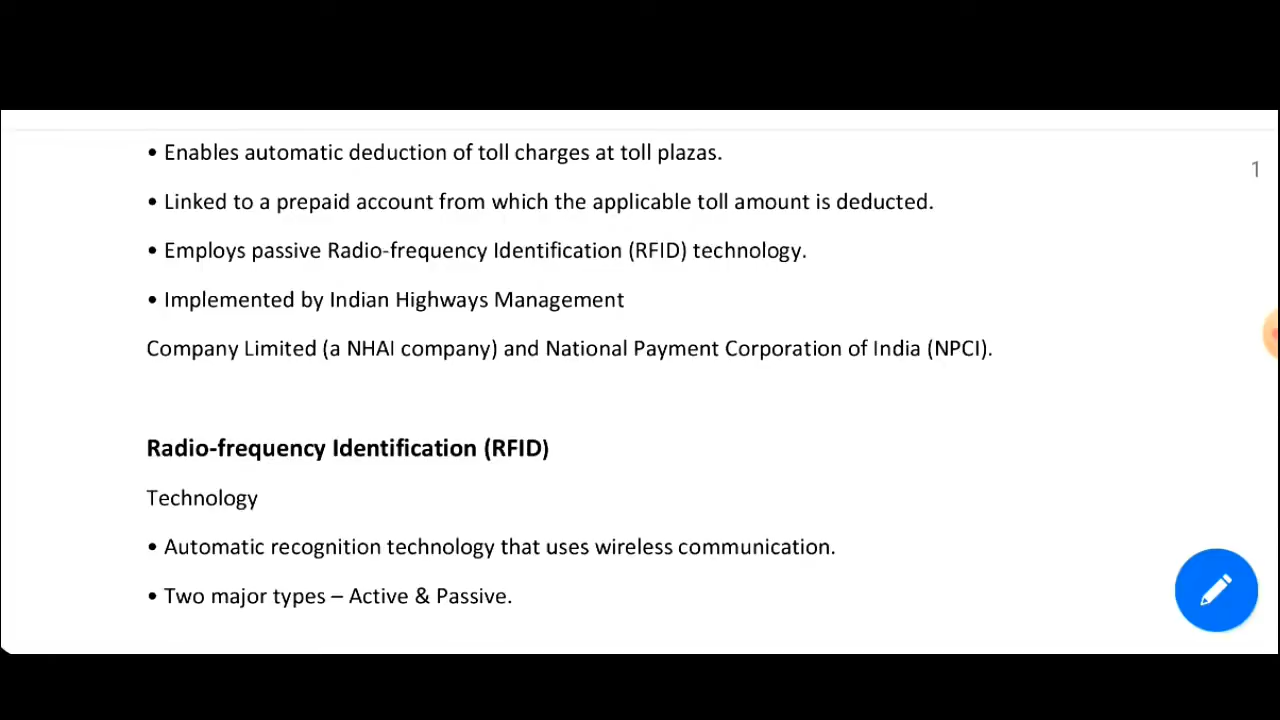 • Enables automatic deduction of toll charges at toll plazas.
1
• Linked to a prepaid account from which the applicable toll amount is deducted.
• Employs passive Radio-frequency Identification (RFID) technology.
• Implemented by Indian Highways Management
Company Limited (a NHAI company) and National Payment Corporation of India (NPCI).
Radio-frequency Identification (RFID)
Technology
• Automatic recognition technology that uses wireless communication.
• Two major types – Active & Passive.